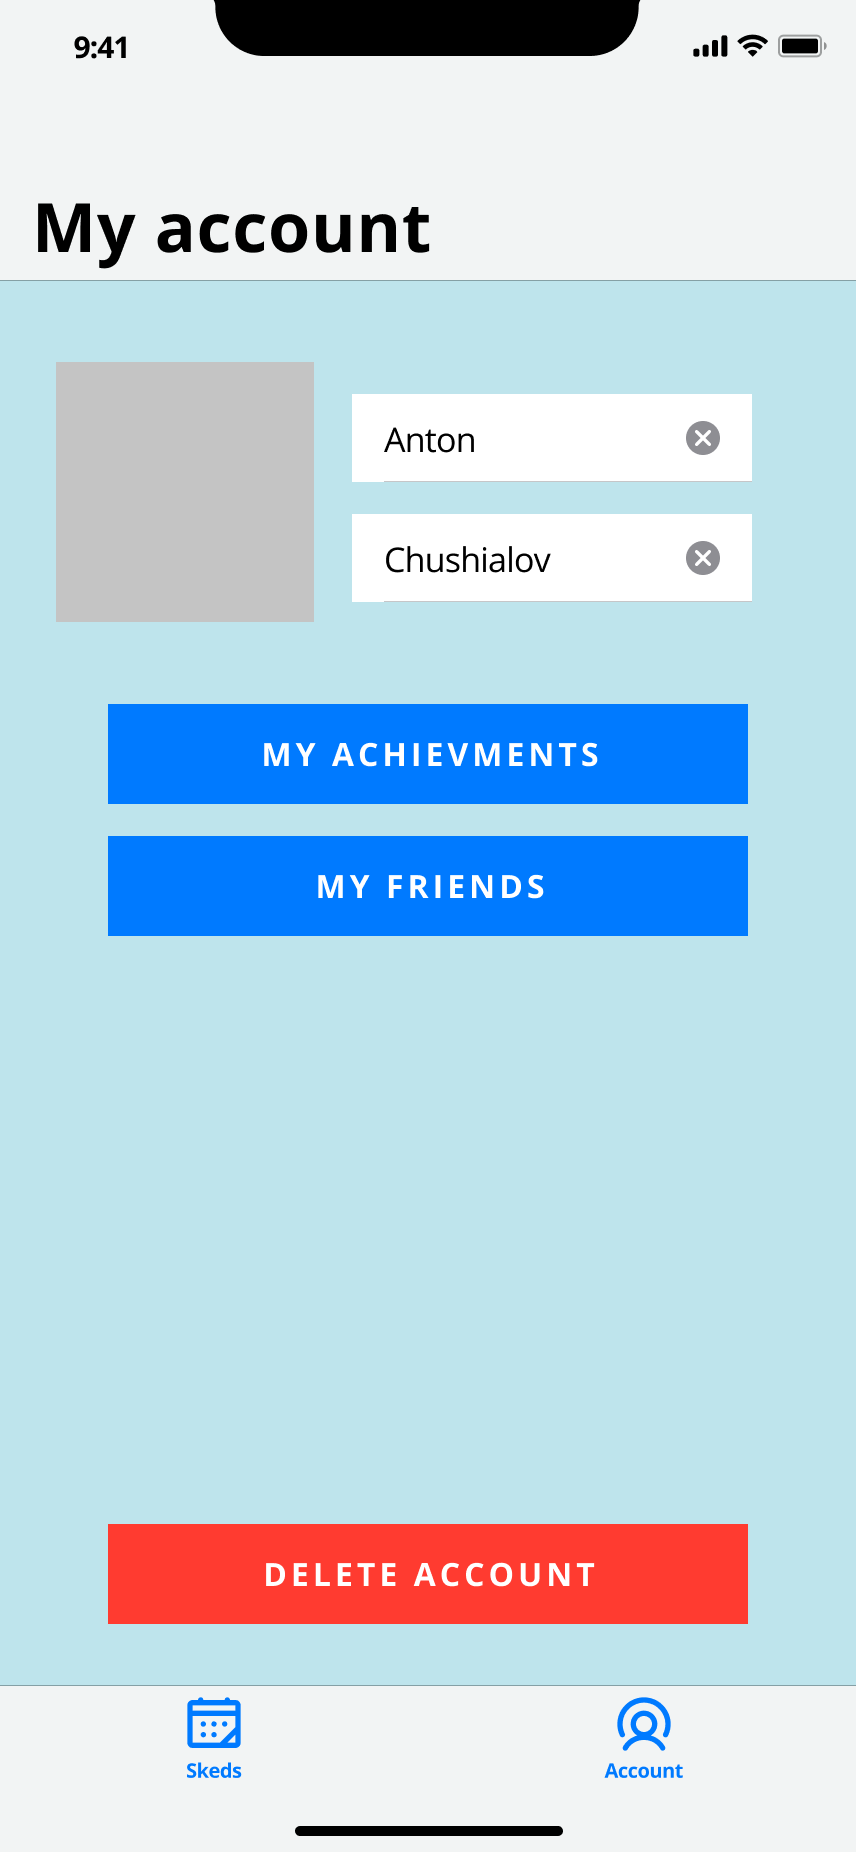 9:41
My account
Anton
Chushialov
MY ACHIEVMENTS
MY FRIENDS
DELETE ACCOUNT
Skeds
Account